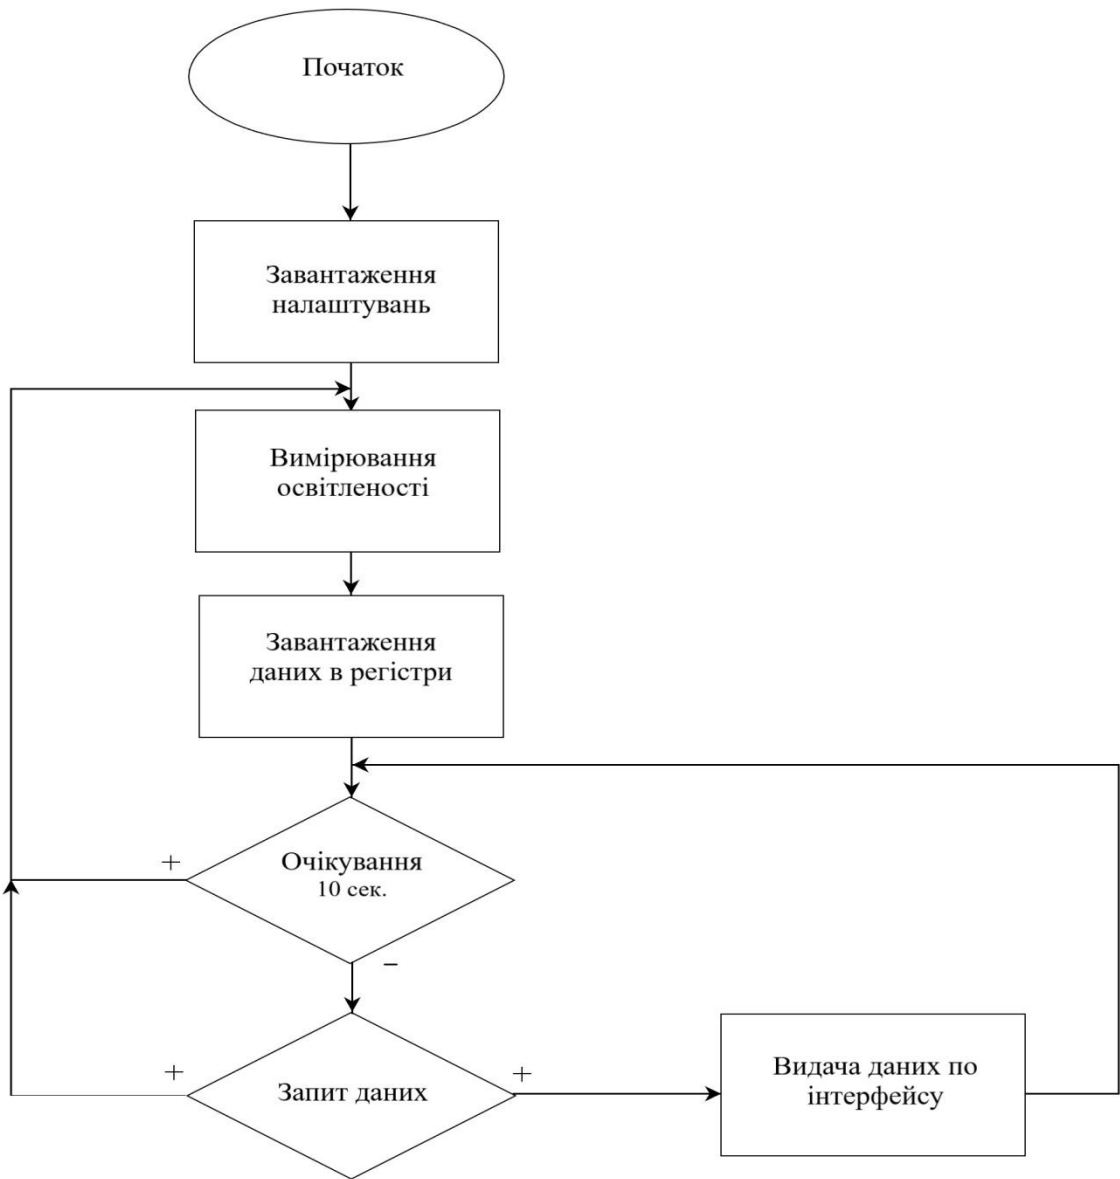 Початок
Завантаження
налаштувань
Вимірювання
освітленості
Завантаження
даних в регістри
+
Очікування
10 сек.
−
+
Запит даних
+
Видача даних по
інтерфейсу